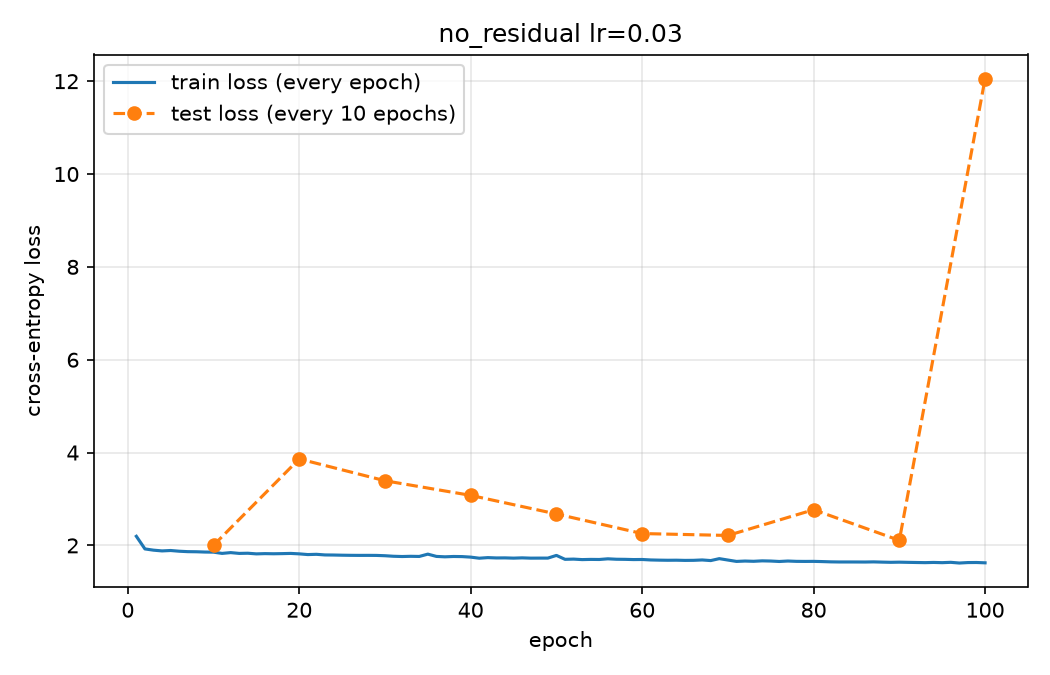 no_residual lr=0.03
train loss (every epoch)
test loss (every 10 epochs)
cross-entropy loss
12
10
8
6
4
2
0
20
40
60
80
100
epoch